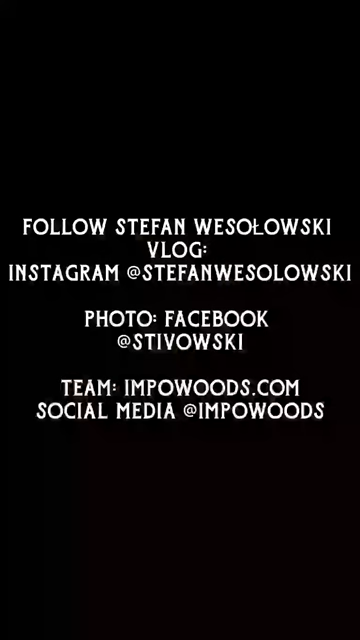 FOLLOW STEFAN WESOŁOWSKI
VLOG:
INSTAGRAM @STEFANWESOLOWSKI
PHOTO: FACEBOOK
@STIVOWSKI
TEAM: IMPOWOODS.COM
SOCIAL MEDIA @IMPOWOODS